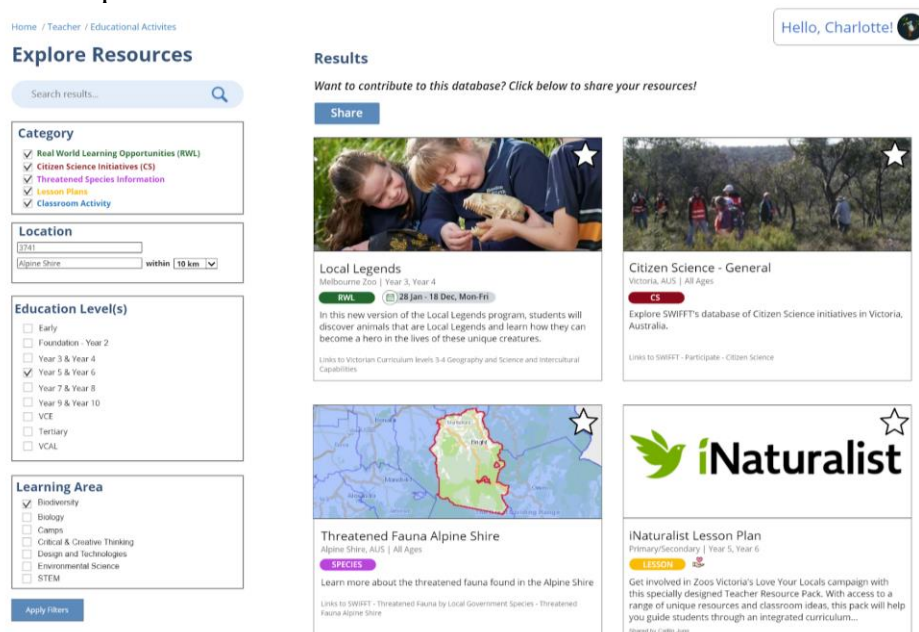 Home / Teacher / Educational Activites
Hello, Charlotte!
Explore Resources
Search results...
Category
Real World Learning Opportunities (RWL)
Citizen Science Initiatives (CS)
Threatened Species Information
Lesson Plans
Classroom Activity
Location
3741
Alpine Shire within 10 km
Education Level(s)
Early
Foundation - Year 2
Year 3 & Year 4
Year 5 & Year 6
Year 7 & Year 8
Year 9 & Year 10
VCE
Tertiary
VCAL
Learning Area
Biodiversity
Biology
Camps
Critical & Creative Thinking
Design and Technologies
Environmental Science
STEM
Apply Filters
Results
Want to contribute to this database? Click below to share your resources!
Share
Local Legends
Melbourne Zoo | Year 3, Year 4
RWL 28 Jan - 18 Dec, Mon-Fri
In this new version of the Local Legends program, students will
discover animals that are Local Legends and learn how they can
become a hero in the lives of these unique creatures.
Links to Victorian Curriculum levels 3-4 Geography and Science and Intercultural
Capabilities
Citizen Science - General
Victoria, AUS | All Ages
CS
Explore SWIFFT's database of Citizen Science initiatives in Victoria,
Australia.
Links to SWIFFT - Participate - Citizen Science
Bright
Threatened Fauna Alpine Shire
Alpine Shire, AUS | All Ages
SPECIES
Learn more about the threatened fauna found in the Alpine Shire
Links to SWIFFT - Threatened Fauna by Local Government Species - Threatened
Fauna Alpine Shire
iNaturalist
iNaturalist Lesson Plan
Primary/Secondary | Year 5, Year 6
LESSON
Get involved in Zoos Victoria's Love Your Locals campaign with
this specially designed Teacher Resource Pack. With access to a
range of unique resources and classroom ideas, this pack will help
you guide students through an integrated curriculum...
Shared by